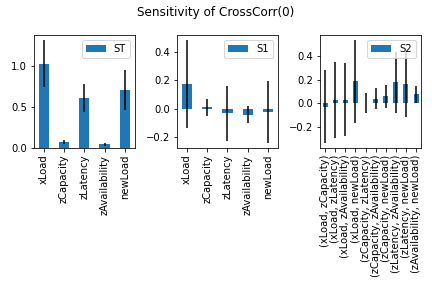 Sensitivity of CrossCorr(0)
ST
1.0
0.5
0.0
xLoad
zCapacity
zLatency
zAvailability
newLoad
S1
0.4
0.2
0.0
−0.2
xLoad
zCapacity
zLatency
zAvailability
newLoad
S2
0.4
0.2
0.0
−0.2
(xLoad, zCapacity)
(xLoad, zLatency)
(xLoad, zAvailability)
(xLoad, newLoad)
(zCapacity, zLatency)
(zCapacity, zAvailability)
(zCapacity, newLoad)
(zLatency, zAvailability)
(zLatency, newLoad)
(zAvailability, newLoad)